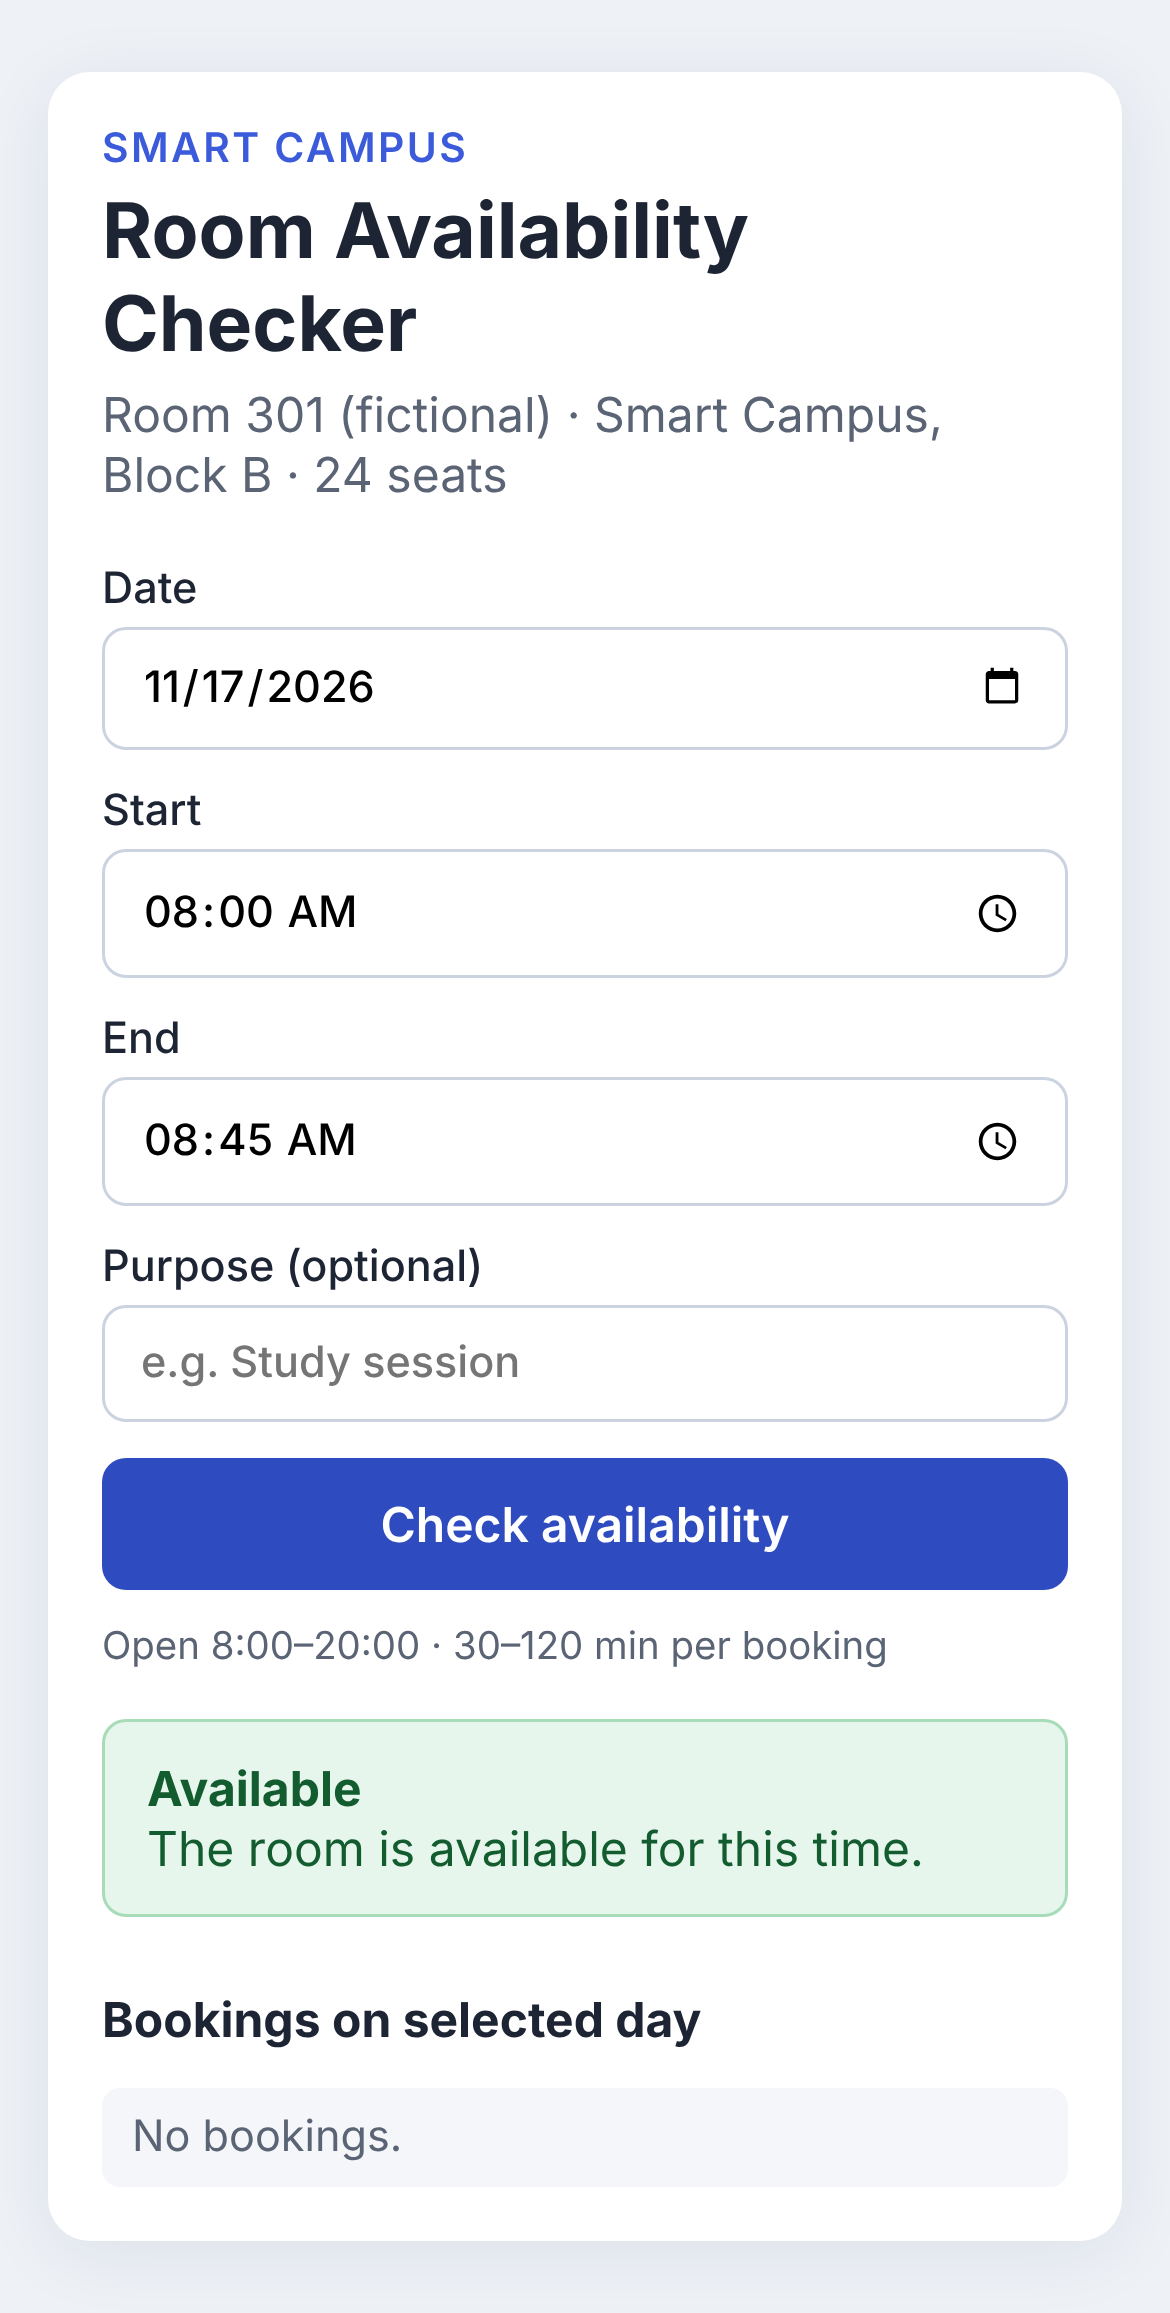 SMART CAMPUS
Room Availability
Checker
Room 301 (fictional) · Smart Campus,
Block B · 24 seats
Date
11/17/2026
Start
08:00 AM
End
08:45 AM
Purpose (optional)
e.g. Study session
Check availability
Open 8:00–20:00 · 30–120 min per booking
Available
The room is available for this time.
Bookings on selected day
No bookings.